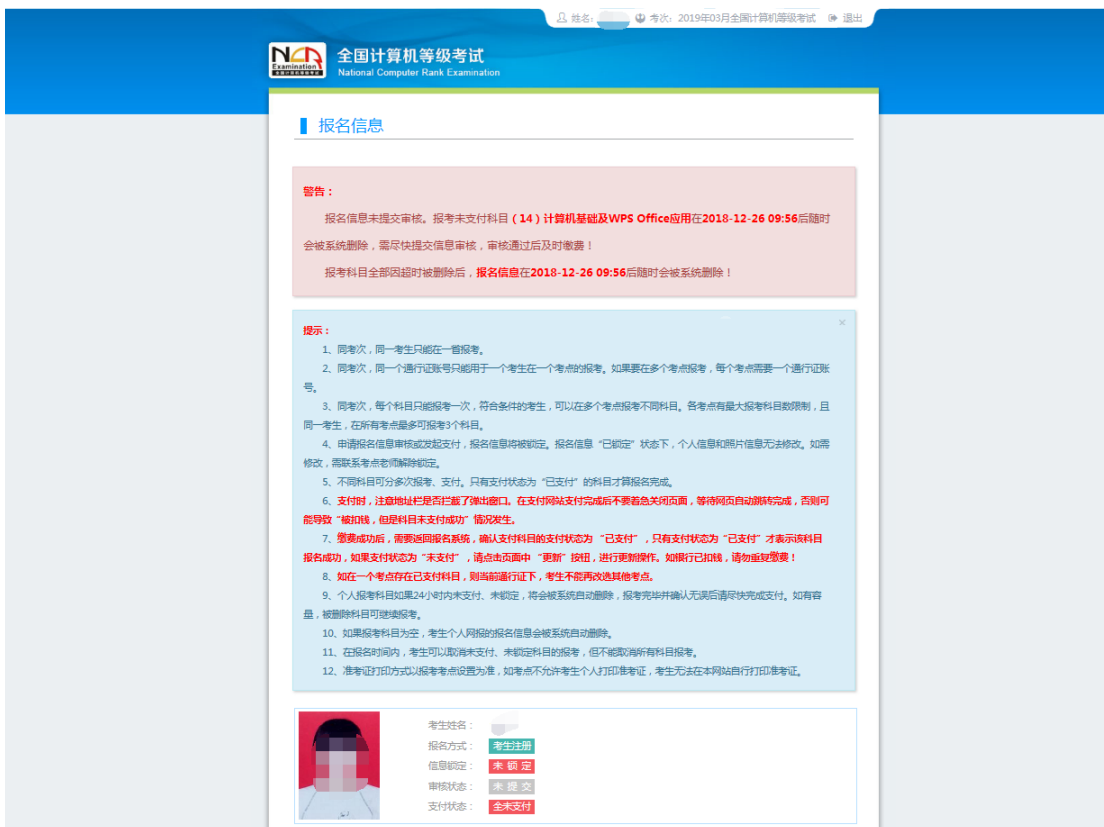 姓名:
考次: 2019年03月全国计算机等级考试
退出
NCR
Examination
全国计算机等级考试
全国计算机等级考试
National Computer Rank Examination
报名信息
警告：
报名信息未提交审核。报考未支付科目（14）计算机基础及WPS Office应用在2018-12-26 09:56后随时
会被系统删除，需尽快提交信息审核，审核通过后及时缴费！
报考科目全部因超时被删除后，报名信息在2018-12-26 09:56后随时会被系统删除！
提示：
×
1、同考次，同一考生只能在一省报考。
2、同考次，同一个通行证账号只能用于一个考生在一个考点的报考。如果要在多个考点报考，每个考点需要一个通行证账
号。
3、同考次，每个科目只能报考一次，符合条件的考生，可以在多个考点报考不同科目。各考点有最大报考科目数限制，且
同一考生，在所有考点最多可报考3个科目。
4、申请报名信息审核或发起支付，报名信息将被锁定。报名信息“已锁定”状态下，个人信息和照片信息无法修改。如需
修改，需联系考点老师解除锁定。
5、不同科目可分多次报考、支付。只有支付状态为“已支付”的科目才算报名完成。
6、支付时，注意地址栏是否拦截了弹出窗口。在支付网站支付完成后不要着急关闭页面，等待网页自动跳转完成，否则可
能导致“被扣钱，但是科目未支付成功”情况发生。
7、缴费成功后，需要返回报名系统，确认支付科目的支付状态为 “已支付”，只有支付状态为“已支付”才表示该科目
报名成功，如果支付状态为“未支付”，请点击页面中 “更新”按钮，进行更新操作。如银行已扣钱，请勿重复缴费！
8、如在一个考点存在已支付科目，则当前通行证下，考生不能再改选其他考点。
9、个人报考科目如果24小时内未支付、未锁定，将会被系统自动删除，报考完毕并确认无误后请尽快完成支付。如有容
量，被删除科目可继续报考。
10、如果报考科目为空，考生个人网报的报名信息会被系统自动删除。
11、在报名时间内，考生可以取消未支付、未锁定科目的报考，但不能取消所有科目报考。
12、准考证打印方式以报考考点设置为准，如考点不允许考生个人打印准考证，考生无法在本网站自行打印准考证。
考生姓名：
报名方式： 考生注册
信息锁定： 未 锁 定
审核状态： 未 提 交
支付状态： 全未支付